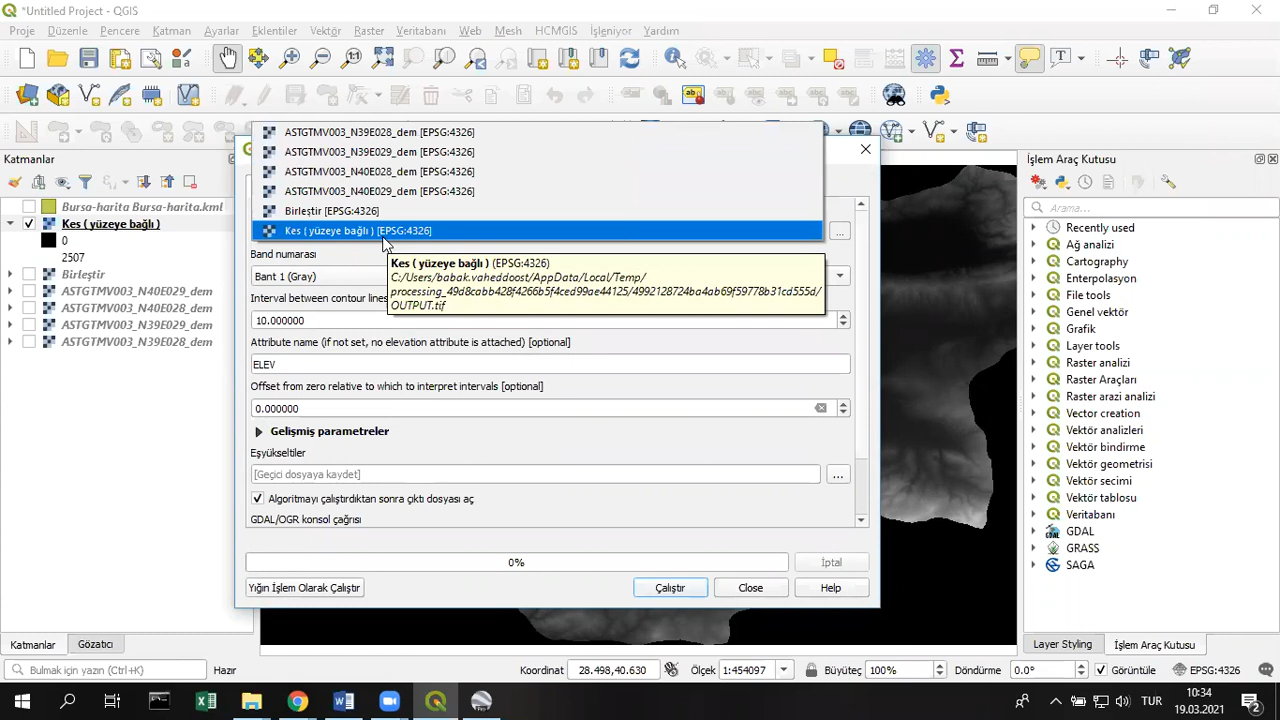 *Untitled Project - QGIS
Proje Düzenle Pencere Katman Ayarlar Eklentiler Vektör Raster Veritabanı Web Mesh HCMGIS İşleniyor Yardım
Katmanlar
Bursa-harita Bursa-harita.kml
Kes ( yüzeye bağlı )
0
2507
Birleştir
ASTGTMV003_N40E029_dem
ASTGTMV003_N40E028_dem
ASTGTMV003_N39E029_dem
ASTGTMV003_N39E028_dem
ASTGTMV003_N39E028_dem [EPSG:4326]
ASTGTMV003_N39E029_dem [EPSG:4326]
ASTGTMV003_N40E028_dem [EPSG:4326]
ASTGTMV003_N40E029_dem [EPSG:4326]
Birleştir [EPSG:4326]
Kes ( yüzeye bağlı ) [EPSG:4326]
...
Kes ( yüzeye bağlı ) (EPSG:4326)
C:/Users/babak.vaheddoost/AppData/Local/Temp/
processing_49d8cabb428f4266b5f4ced99ae44125/4992128724ba4ab69f59778b31cd555d/
OUTPUT.tif
Band numarası
Bant 1 (Gray)
Interval between contour lines
10.000000
Attribute name (if not set, no elevation attribute is attached) [optional]
ELEV
Offset from zero relative to which to interpret intervals [optional]
0.000000
Gelişmiş parametreler
Eşyükseltiler
[Geçici dosyaya kaydet]
...
Algoritmayı çalıştırdıktan sonra çıktı dosyası aç
GDAL/OGR konsol çağrısı
0%
İptal
Yığın İşlem Olarak Çalıştır
Çalıştır
Close
Help
İşlem Araç Kutusu
Arama...
Recently used
Ağ analizi
Cartography
Enterpolasyon
File tools
Genel vektör
Grafik
Layer tools
Raster analizi
Raster Araçları
Raster arazi analizi
Vector creation
Vektör analizleri
Vektör bindirme
Vektör geometrisi
Vektör secimi
Vektör tablosu
Veritabanı
GDAL
GRASS
SAGA
Katmanlar
Gözatıcı
Layer Styling
İşlem Araç Kutusu
Bulmak için yazın (Ctrl+K)
Hazır
Koordinat 28.498,40.630
Ölçek 1:454097
Büyüteç 100%
Döndürme 0.0°
Görüntüle
EPSG:4326
TUR
10:34
19.03.2021
2